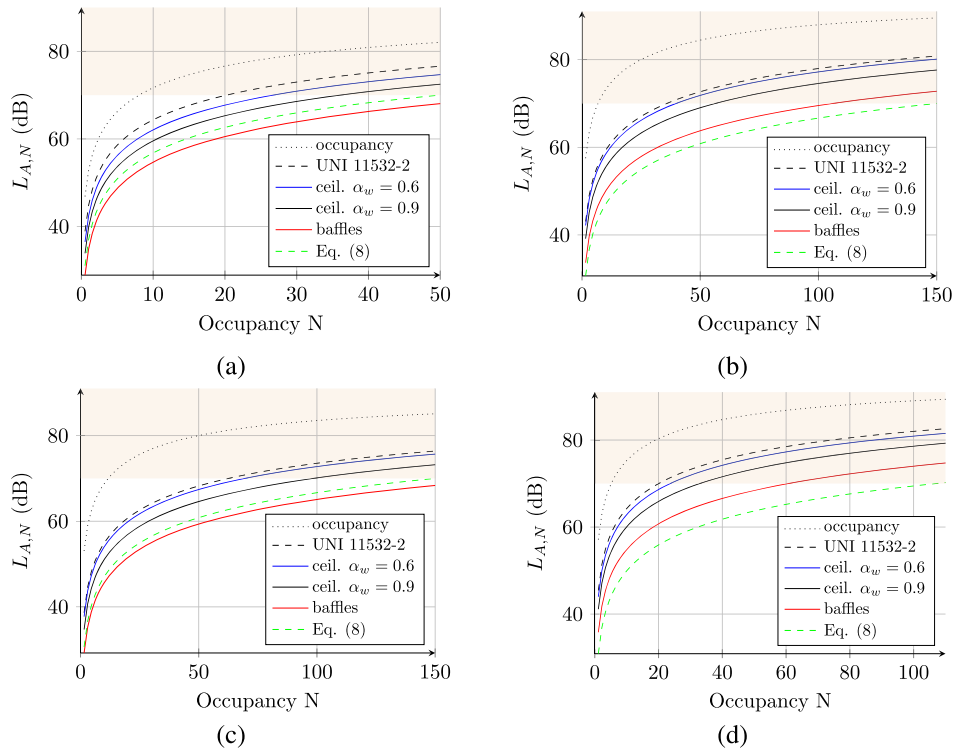 80
60
40
L_{A,N} (dB)
occupancy
UNI 11532-2
ceil. α_w = 0.6
ceil. α_w = 0.9
baffles
Eq. (8)
0 10 20 30 40 50
Occupancy N
(a)
80
60
40
L_{A,N} (dB)
occupancy
UNI 11532-2
ceil. α_w = 0.6
ceil. α_w = 0.9
baffles
Eq. (8)
0 50 100 150
Occupancy N
(b)
80
60
40
L_{A,N} (dB)
occupancy
UNI 11532-2
ceil. α_w = 0.6
ceil. α_w = 0.9
baffles
Eq. (8)
0 50 100 150
Occupancy N
(c)
80
60
40
L_{A,N} (dB)
occupancy
UNI 11532-2
ceil. α_w = 0.6
ceil. α_w = 0.9
baffles
Eq. (8)
0 20 40 60 80 100
Occupancy N
(d)